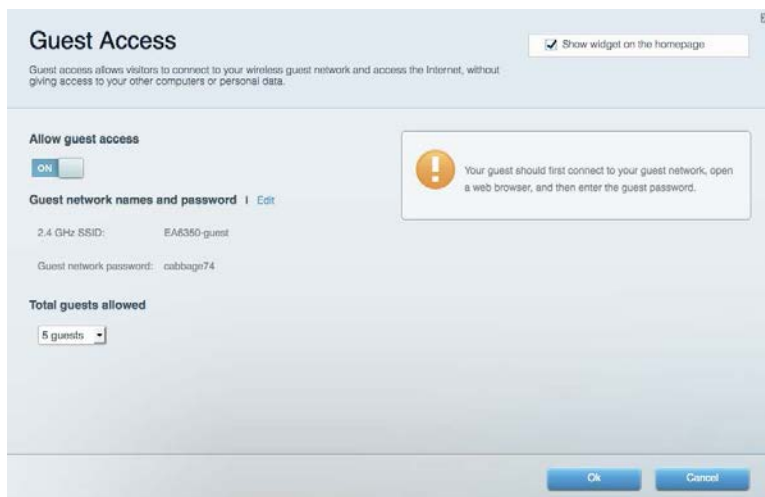 Guest Access
Show widget on the homepage
Guest access allows visitors to connect to your wireless guest network and access the Internet, without
giving access to your other computers or personal data.
Allow guest access
ON
Your guest should first connect to your guest network, open
a web browser, and then enter the guest password.
Guest network names and password | Edit
2.4 GHz SSID: EA6350-guest
Guest network password: cabbage74
Total guests allowed
5 guests
Ok Cancel